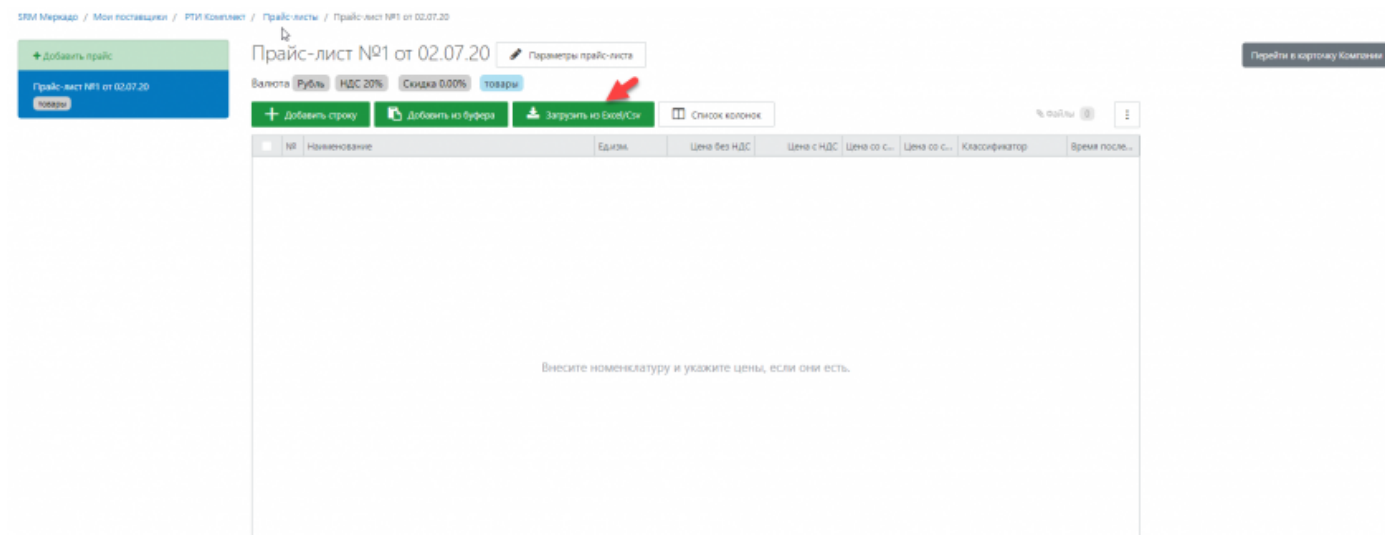 SRM Меркадо / Мои поставщики / РТИ Комплект / Прайс-листы / Прайс-лист №1 от 02.07.20
+ Добавить прайс
Прайс-лист №1 от 02.07.20
товары
Прайс-лист №1 от 02.07.20 Параметры прайс-листа
Перейти в карточку Компании
Валюта Рубль НДС 20% Скидка 0.00% товары
+ Добавить строку Добавить из буфера Загрузить из Excel/Csv Список колонок Файлы 0
№ Наименование Ед.изм. Цена без НДС Цена с НДС Цена со с... Цена со с... Классификатор Время после...
Внесите номенклатуру и укажите цены, если они есть.